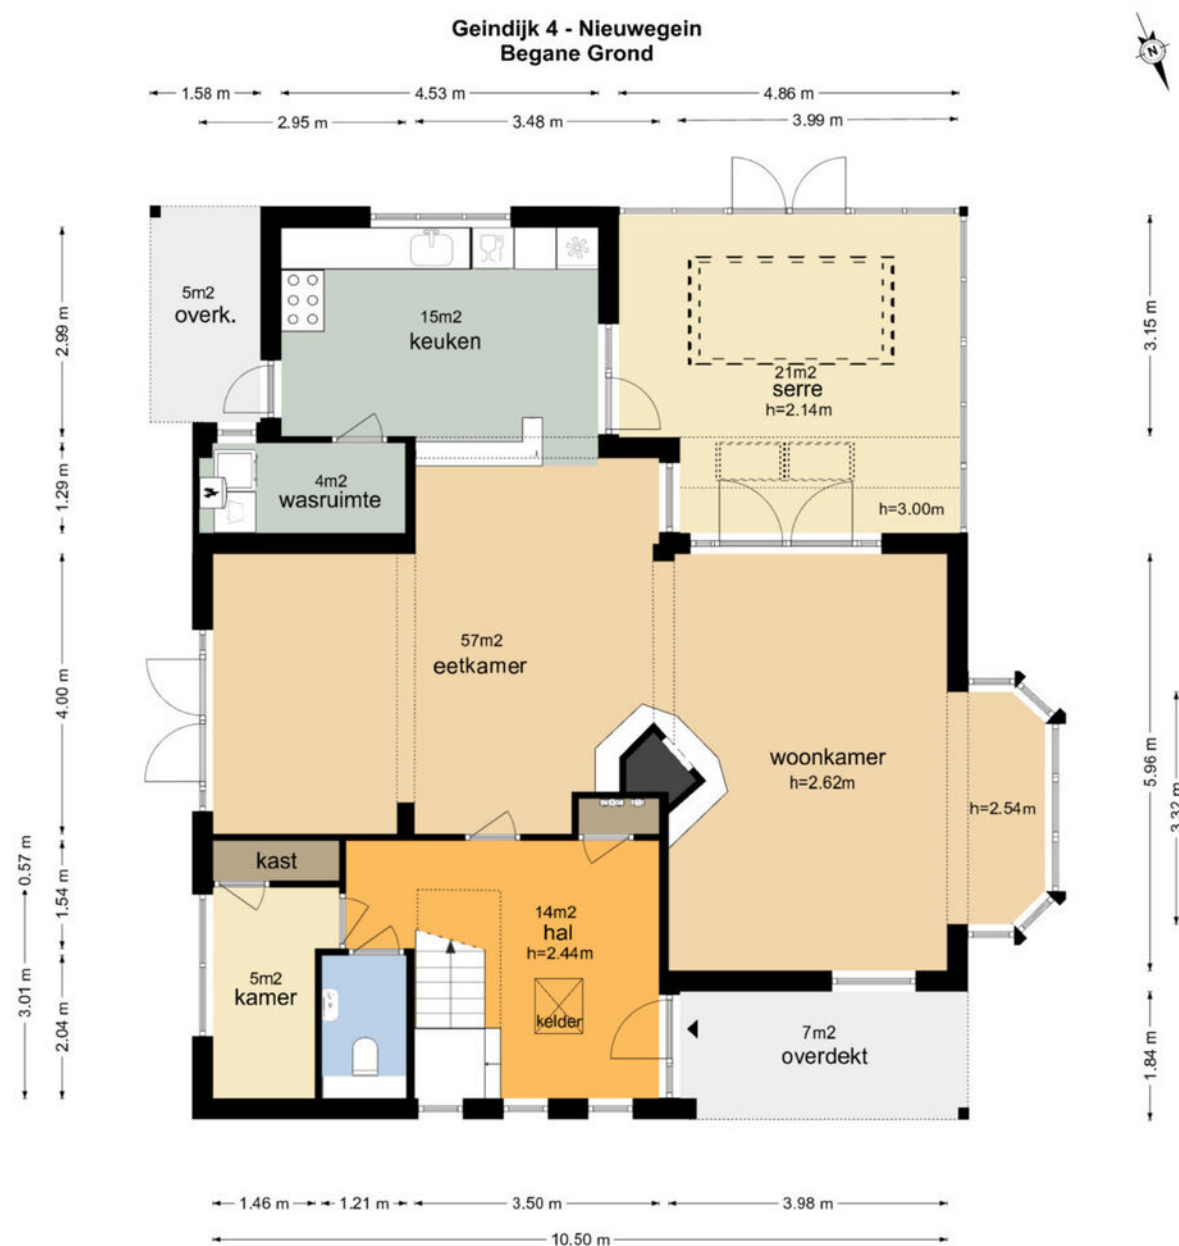 Geindijk 4 - Nieuwegein
Begane Grond
N
1.58 m
4.53 m
4.86 m
2.95 m
3.48 m
3.99 m
5m2
overk.
15m2
keuken
21m2
serre
h=2.14m
2.99 m
3.15 m
4m2
wasruimte
h=3.00m
1.29 m
57m2
eetkamer
4.00 m
woonkamer
h=2.62m
h=2.54m
5.96 m
3.32 m
kast
0.57 m
1.54 m
14m2
hal
h=2.44m
5m2
kamer
kelder
3.01 m
2.04 m
7m2
overdekt
1.84 m
1.46 m
1.21 m
3.50 m
3.98 m
10.50 m